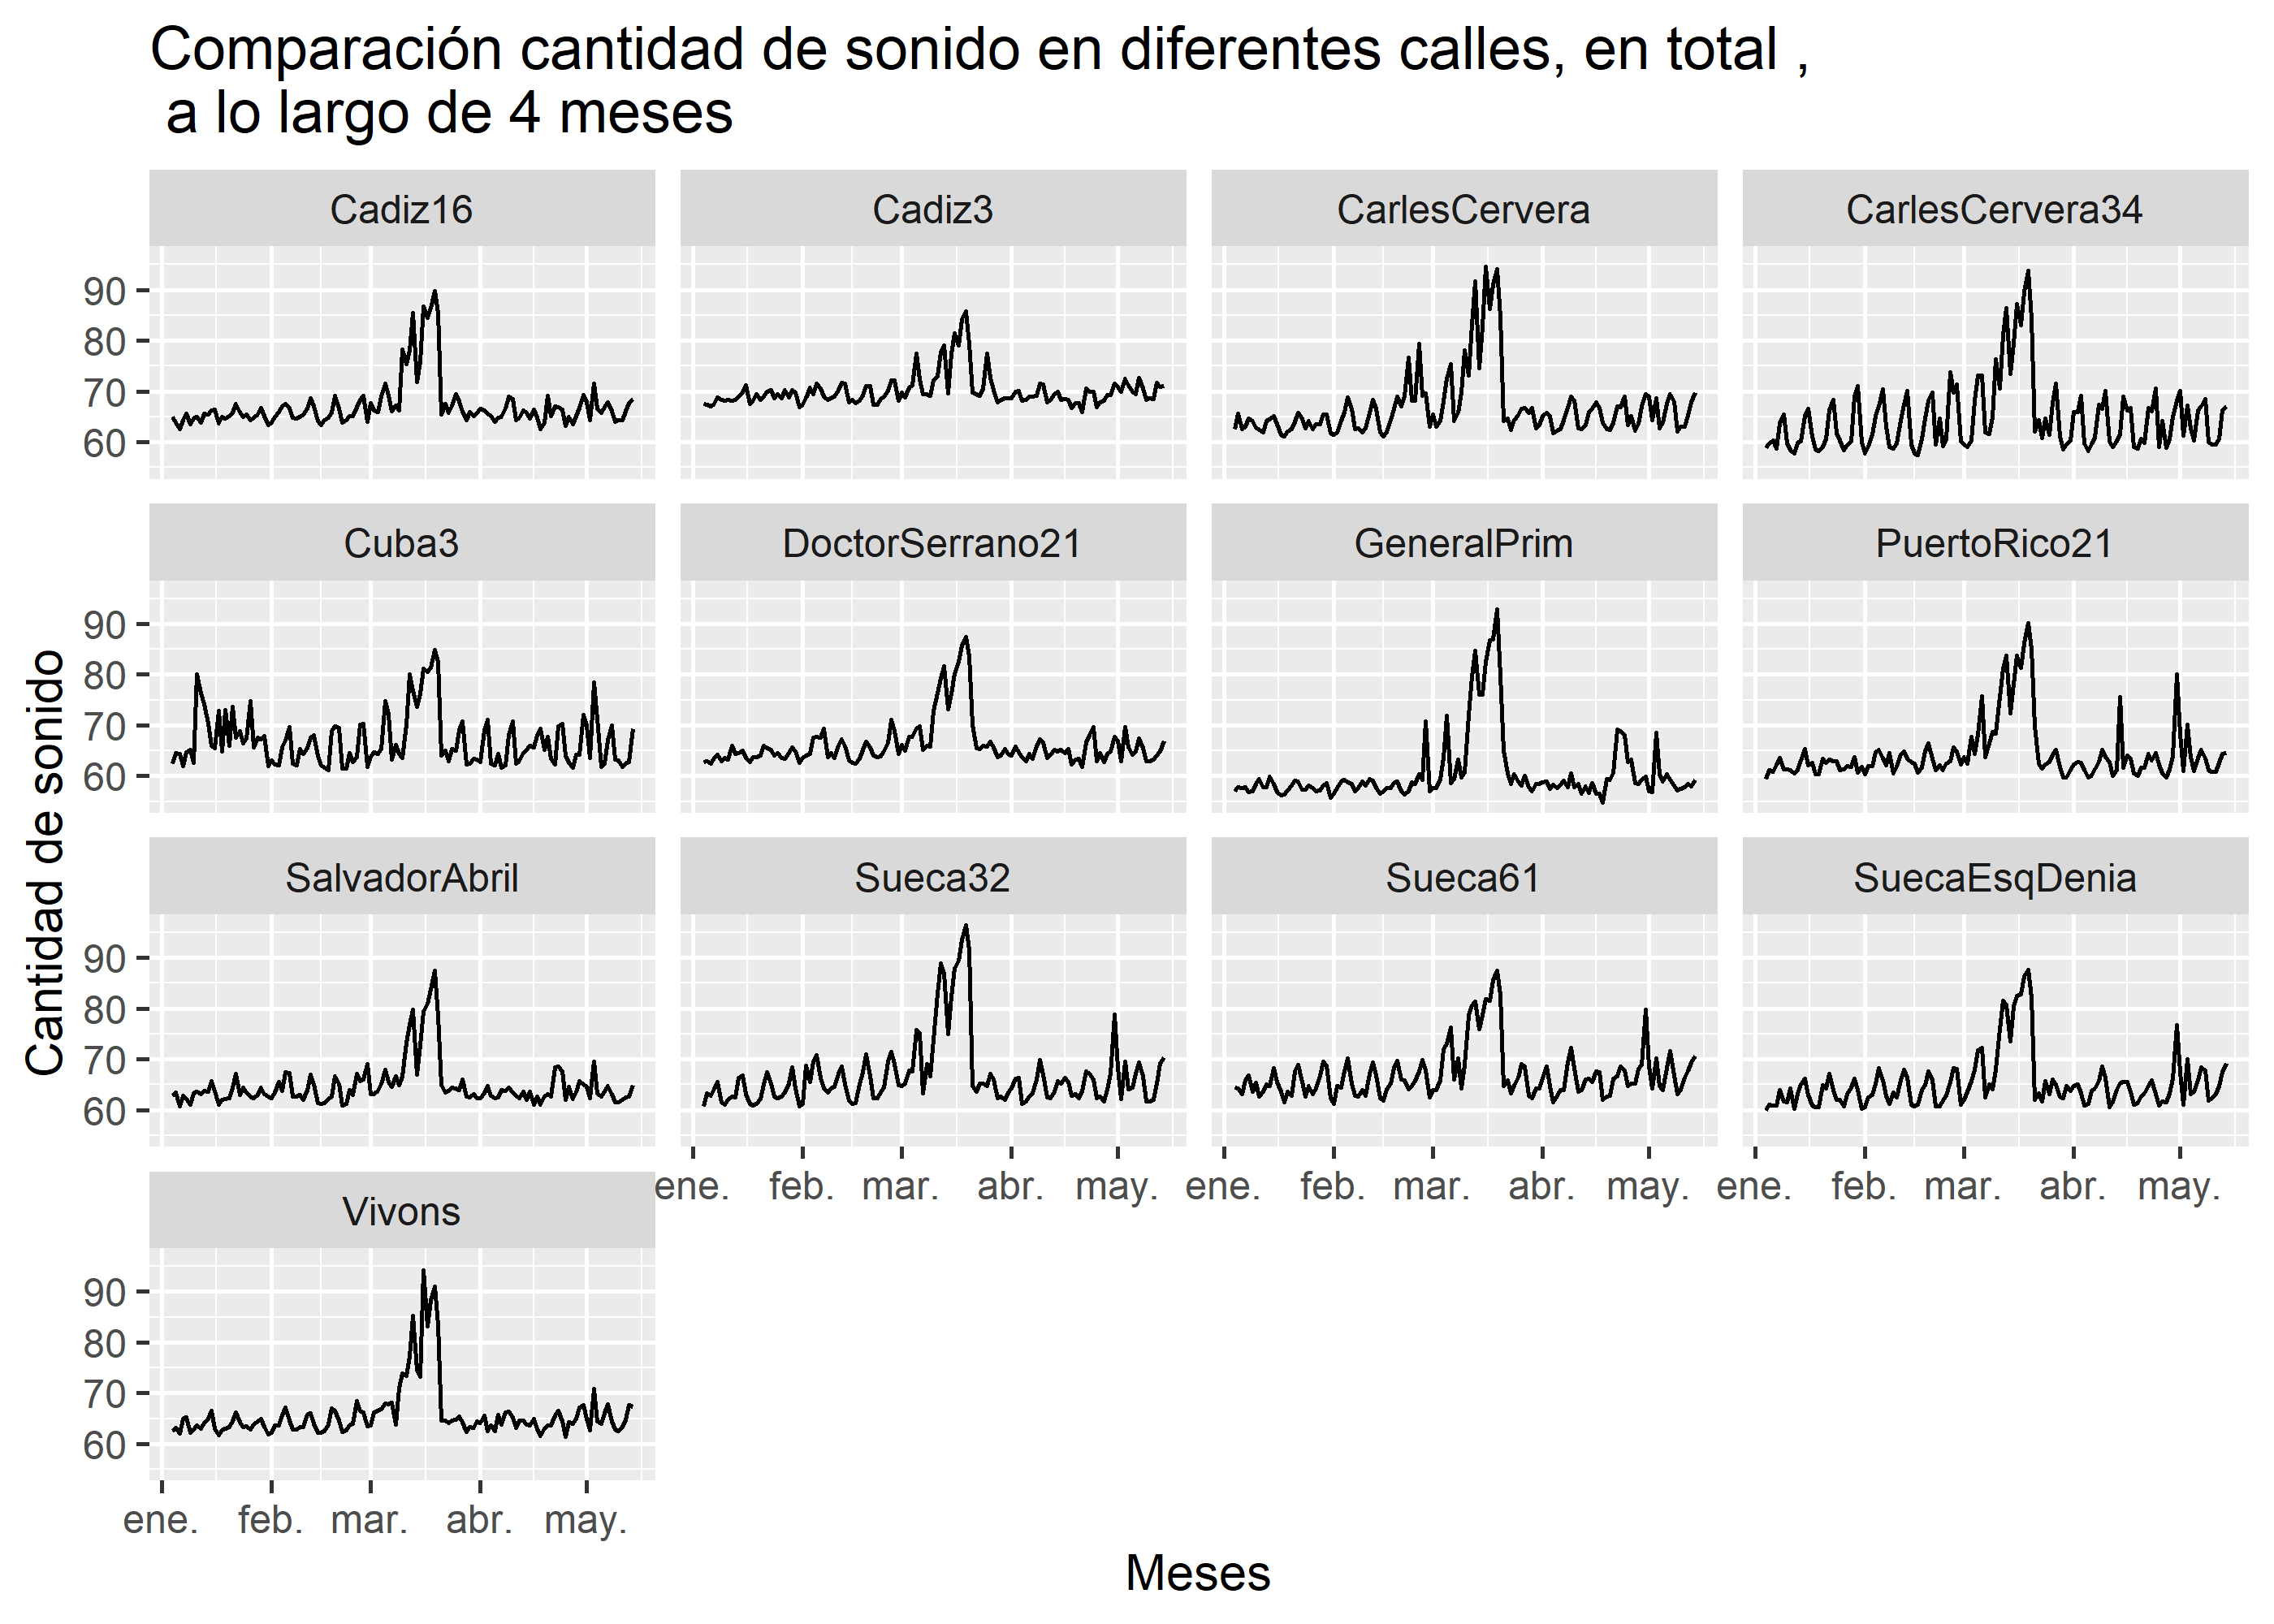 Comparación cantidad de sonido en diferentes calles, en total ,
a lo largo de 4 meses
Cadiz16
Cadiz3
CarlesCervera
CarlesCervera34
90
80
70
60
Cuba3
DoctorSerrano21
GeneralPrim
PuertoRico21
90
80
70
60
Cantidad de sonido
SalvadorAbril
Sueca32
Sueca61
SuecaEsqDenia
90
80
70
60
ene. feb. mar. abr. may. ene. feb. mar. abr. may. ene. feb. mar. abr. may.
Vivons
90
80
70
60
ene. feb. mar. abr. may.
Meses